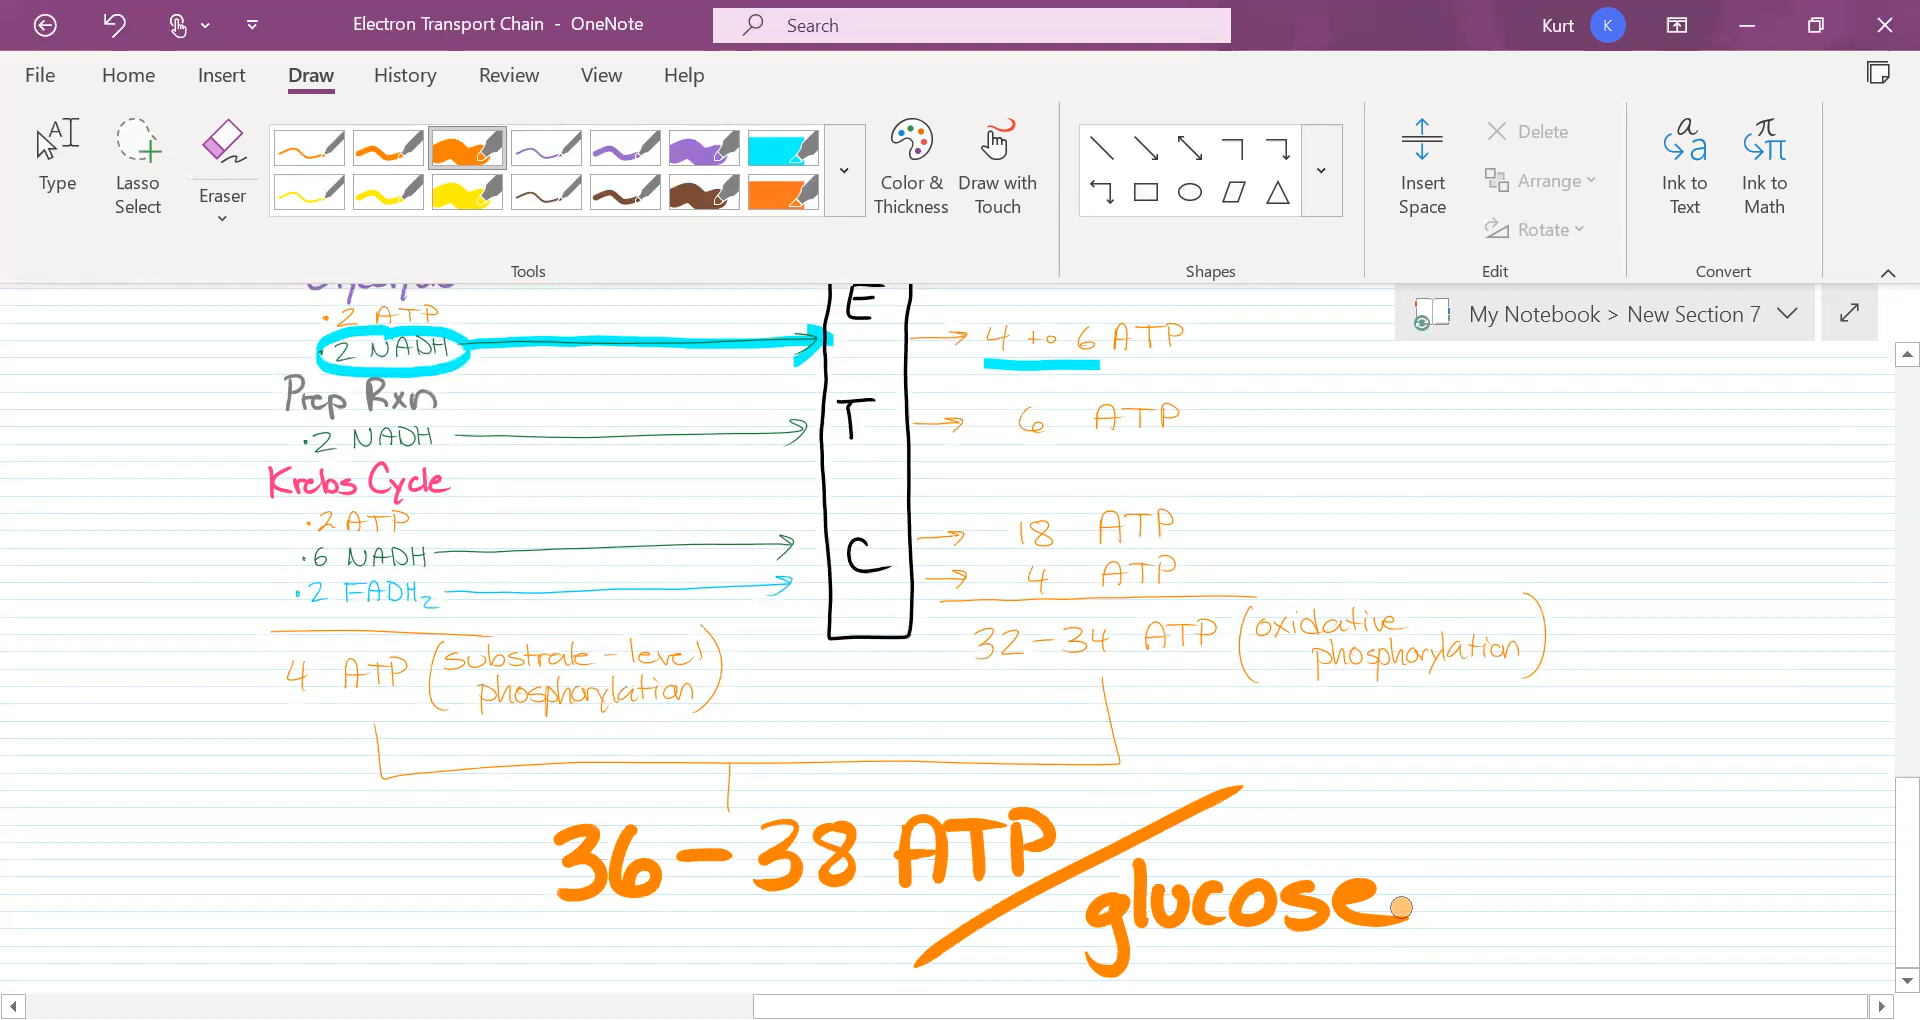 Electron Transport Chain - OneNote
Search
Kurt
K
File Home Insert Draw History Review View Help
Type
Lasso Select
Eraser
Color & Thickness
Draw with Touch
Insert Space
Delete
Arrange
Rotate
Ink to Text
Ink to Math
Tools
Shapes
Edit
Convert
My Notebook > New Section 7
Glycolysis
E
· 2 ATP
· 2 NADH
4 to 6 ATP
Prep Rxn
T
6 ATP
· 2 NADH
Krebs Cycle
· 2 ATP
18 ATP
· 6 NADH
C
4 ATP
· 2 FADH₂
4 ATP (substrate-level phosphorylation)
32-34 ATP (oxidative phosphorylation)
36-38 ATP/glucose